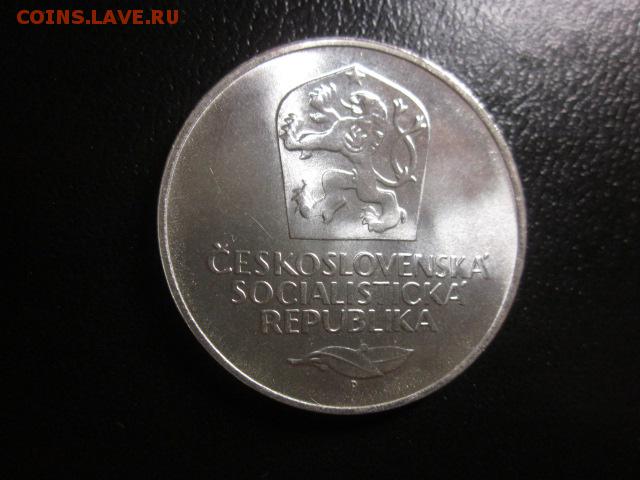 COINS.LAVE.RU
ČESKOSLOVENSKÁ
SOCIALISTICKÁ
REPUBLIKA
P